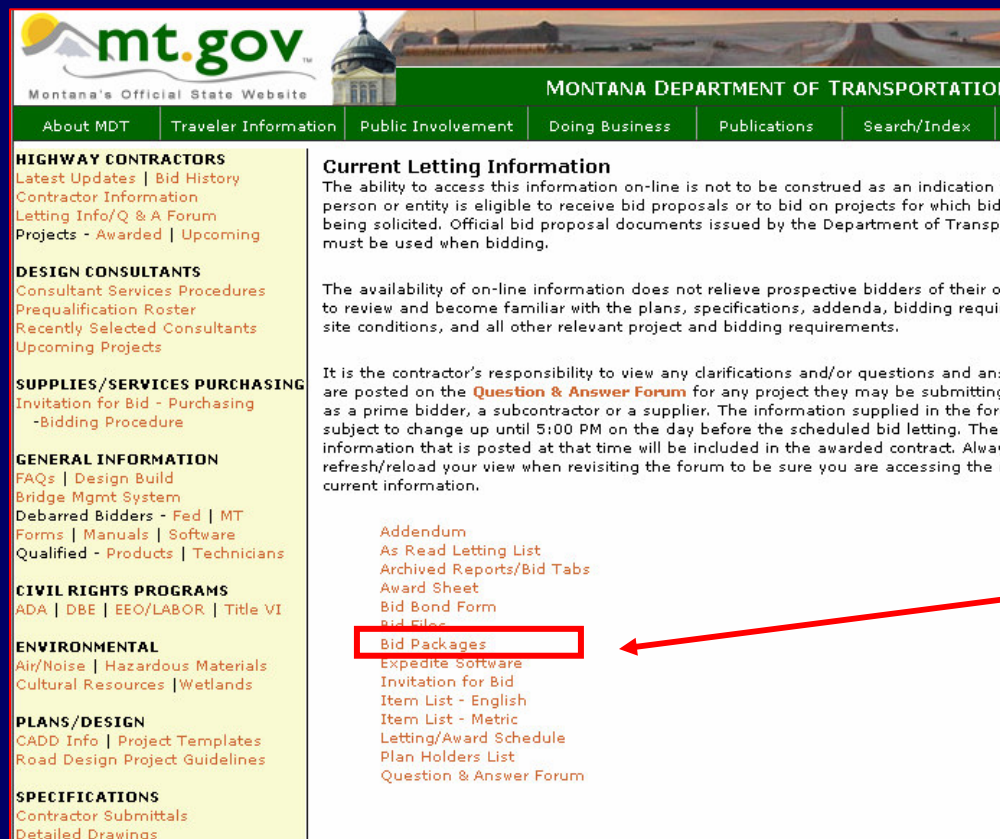 mt.gov™
Montana's Official State Website
MONTANA DEPARTMENT OF TRANSPORTATIO
About MDT
Traveler Information
Public Involvement
Doing Business
Publications
Search/Index
HIGHWAY CONTRACTORS
Latest Updates | Bid History
Contractor Information
Letting Info/Q & A Forum
Projects - Awarded | Upcoming
DESIGN CONSULTANTS
Consultant Services Procedures
Prequalification Roster
Recently Selected Consultants
Upcoming Projects
SUPPLIES/SERVICES PURCHASING
Invitation for Bid - Purchasing
-Bidding Procedure
GENERAL INFORMATION
FAQs | Design Build
Bridge Mgmt System
Debarred Bidders - Fed | MT
Forms | Manuals | Software
Qualified - Products | Technicians
CIVIL RIGHTS PROGRAMS
ADA | DBE | EEO/LABOR | Title VI
ENVIRONMENTAL
Air/Noise | Hazardous Materials
Cultural Resources |Wetlands
PLANS/DESIGN
CADD Info | Project Templates
Road Design Project Guidelines
SPECIFICATIONS
Contractor Submittals
Detailed Drawings
Current Letting Information
The ability to access this information on-line is not to be construed as an indication
person or entity is eligible to receive bid proposals or to bid on projects for which bid
being solicited. Official bid proposal documents issued by the Department of Transp
must be used when bidding.
The availability of on-line information does not relieve prospective bidders of their o
to review and become familiar with the plans, specifications, addenda, bidding requi
site conditions, and all other relevant project and bidding requirements.
It is the contractor's responsibility to view any clarifications and/or questions and ans
are posted on the Question & Answer Forum for any project they may be submitting
as a prime bidder, a subcontractor or a supplier. The information supplied in the for
subject to change up until 5:00 PM on the day before the scheduled bid letting. The
information that is posted at that time will be included in the awarded contract. Alwa
refresh/reload your view when revisiting the forum to be sure you are accessing the
current information.
Addendum
As Read Letting List
Archived Reports/Bid Tabs
Award Sheet
Bid Bond Form
Bid Files
Bid Packages
Expedite Software
Invitation for Bid
Item List - English
Item List - Metric
Letting/Award Schedule
Plan Holders List
Question & Answer Forum